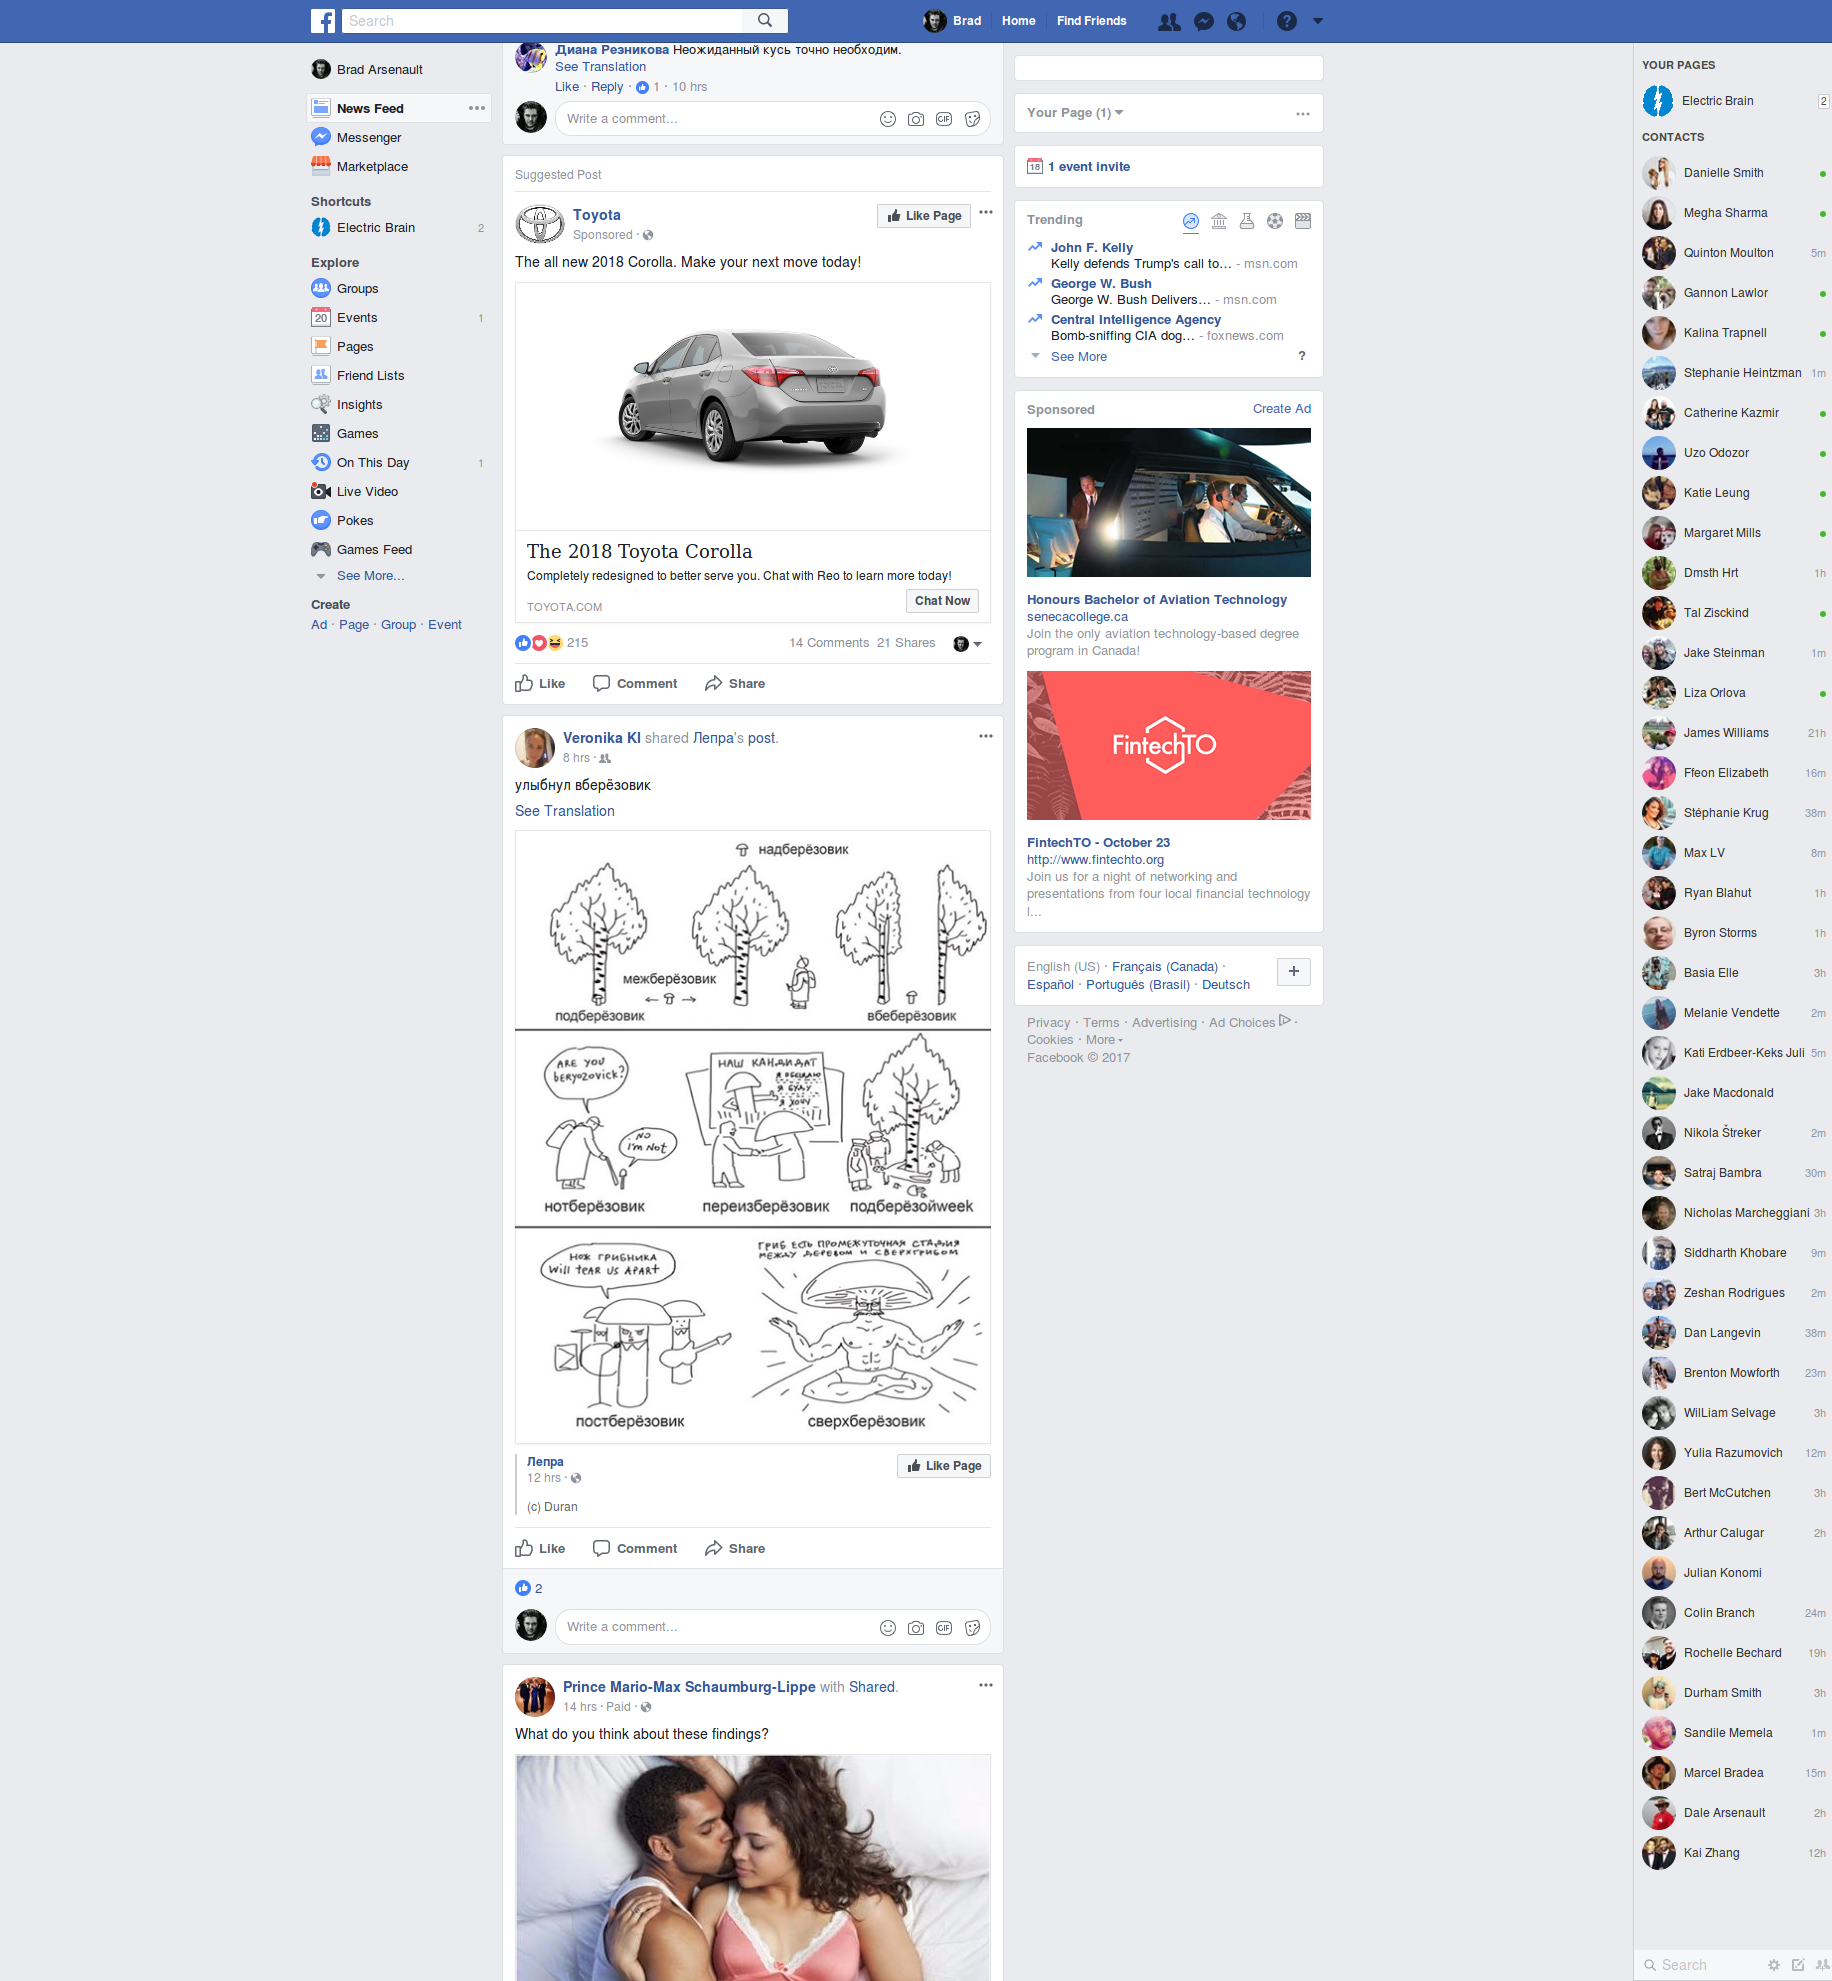 Search
Brad
Home
Find Friends
Brad Arsenault
News Feed
Messenger
Marketplace
Shortcuts
Electric Brain 2
Explore
Groups
20 Events 1
Pages
Friend Lists
Insights
Games
On This Day 1
Live Video
Pokes
Games Feed
See More...
Create
Ad · Page · Group · Event
Диана Резникова Неожиданный кусь точно необходим.
See Translation
Like · Reply · 1 · 10 hrs
Write a comment...
GIF
Suggested Post
Toyota
Sponsored ·
Like Page
The all new 2018 Corolla. Make your next move today!
The 2018 Toyota Corolla
Completely redesigned to better serve you. Chat with Reo to learn more today!
TOYOTA.COM
Chat Now
215
14 Comments 21 Shares
Like Comment Share
Veronika Kl shared Лепра's post.
8 hrs ·
улыбнул вберёзовик
See Translation
надберёзовик
межберёзовик
подберёзовик
вбеберёзовик
ARE YOU
BERYOZOVICK?
NO
I'M NOT
НАШ КАНДИДАТ
Я ОБЕЩАЮ
Я БУДУ
Я ХОЧУ
нотберёзовик
переизберёзовик
подберёзойweek
НОЖ ГРИБНИКА
WILL TEAR US APART
ГРИБ ЕСТЬ ПРОМЕЖУТОЧНАЯ СТАДИЯ
МЕЖДУ ДЕРЕВОМ И СВЕРХГРИБОМ
постберёзовик
сверхберёзовик
Лепра
12 hrs ·
Like Page
(c) Duran
Like Comment Share
2
Write a comment...
GIF
Prince Mario-Max Schaumburg-Lippe with Shared.
14 hrs · Paid ·
What do you think about these findings?
Your Page (1)
18 1 event invite
Trending
John F. Kelly
Kelly defends Trump's call to... - msn.com
George W. Bush
George W. Bush Delivers... - msn.com
Central Intelligence Agency
Bomb-sniffing CIA dog... - foxnews.com
See More ?
Sponsored Create Ad
Honours Bachelor of Aviation Technology
senecacollege.ca
Join the only aviation technology-based degree
program in Canada!
FintechTO
FintechTO - October 23
http://www.fintechto.org
Join us for a night of networking and
presentations from four local financial technology
l...
English (US) · Français (Canada) ·
Español · Português (Brasil) · Deutsch
Privacy · Terms · Advertising · Ad Choices ·
Cookies · More
Facebook © 2017
YOUR PAGES
Electric Brain 2
CONTACTS
Danielle Smith
Megha Sharma
Quinton Moulton 5m
Gannon Lawlor
Kalina Trapnell
Stephanie Heintzman 1m
Catherine Kazmir
Uzo Odozor
Katie Leung
Margaret Mills
Dmsth Hrt 1h
Tal Zisckind
Jake Steinman 1m
Liza Orlova
James Williams 21h
Ffeon Elizabeth 16m
Stéphanie Krug 38m
Max LV 8m
Ryan Blahut 1h
Byron Storms 1h
Basia Elle 3h
Melanie Vendette 2m
Kati Erdbeer-Keks Juli 5m
Jake Macdonald
Nikola Štreker 2m
Satraj Bambra 30m
Nicholas Marcheggiani 3h
Siddharth Khobare 9m
Zeshan Rodrigues 2m
Dan Langevin 38m
Brenton Mowforth 23m
WilLiam Selvage 3h
Yulia Razumovich 12m
Bert McCutchen 3h
Arthur Calugar 2h
Julian Konomi
Colin Branch 24m
Rochelle Bechard 19h
Durham Smith 3h
Sandile Memela 1m
Marcel Bradea 15m
Dale Arsenault 2h
Kai Zhang 12h
Search